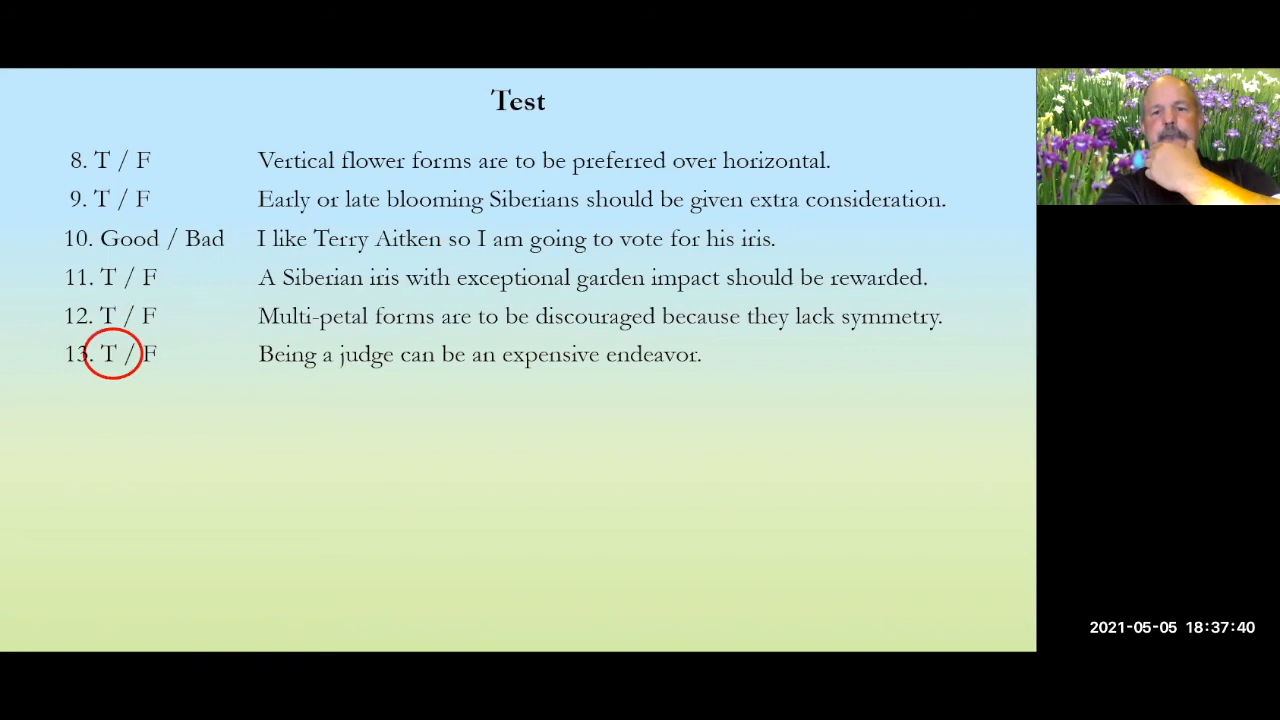 Test
8. T / F Vertical flower forms are to be preferred over horizontal.
9. T / F Early or late blooming Siberians should be given extra consideration.
10. Good / Bad I like Terry Aitken so I am going to vote for his iris.
11. T / F A Siberian iris with exceptional garden impact should be rewarded.
12. T / F Multi-petal forms are to be discouraged because they lack symmetry.
13. T / F Being a judge can be an expensive endeavor.
2021-05-05 18:37:40